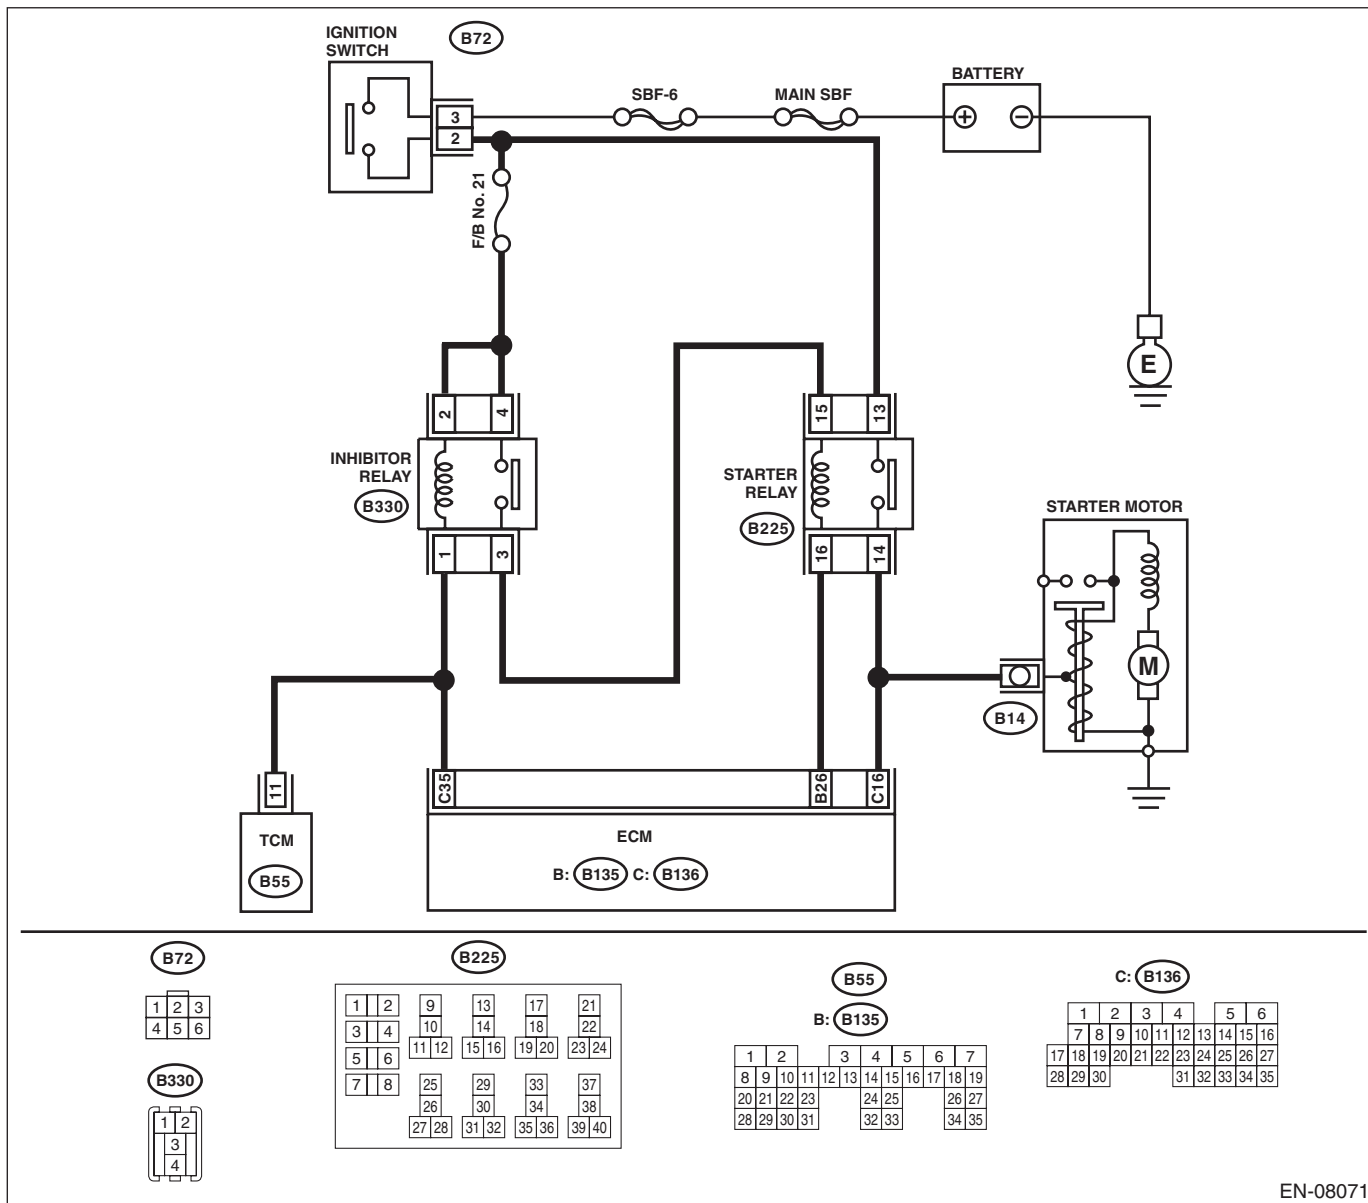 IGNITION
SWITCH
B72
SBF-6
MAIN SBF
BATTERY
3
2
+
−
F/B No. 21
E
2 4
15 13
INHIBITOR
RELAY
B330
STARTER
RELAY
B225
STARTER MOTOR
1 3
16 14
M
B14
11
C35
B26
C16
TCM
B55
ECM
B: B135 C: B136
B72
1 2 3
4 5 6
B330
1 2
3
4
B225
1 2 9 13 17 21
3 4 10 14 18 22
5 6 11 12 15 16 19 20 23 24
7 8 25 29 33 37
26 30 34 38
27 28 31 32 35 36 39 40
B55
B: B135
1 2 3 4 5 6 7
8 9 10 11 12 13 14 15 16 17 18 19
20 21 22 23 24 25 26 27
28 29 30 31 32 33 34 35
C: B136
1 2 3 4 5 6
7 8 9 10 11 12 13 14 15 16
17 18 19 20 21 22 23 24 25 26 27
28 29 30 31 32 33 34 35
EN-08071